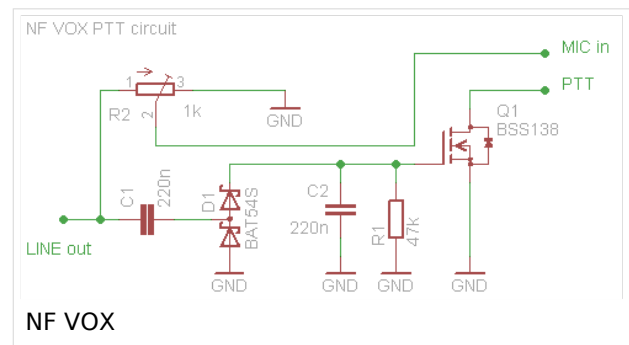 NF VOX PTT circuit
MIC in
PTT
1
3
R2
2
1k
GND
Q1
BSS138
C1
220n
D1
BAT54S
C2
220n
R1
47k
LINE out
GND
GND
GND
GND
NF VOX